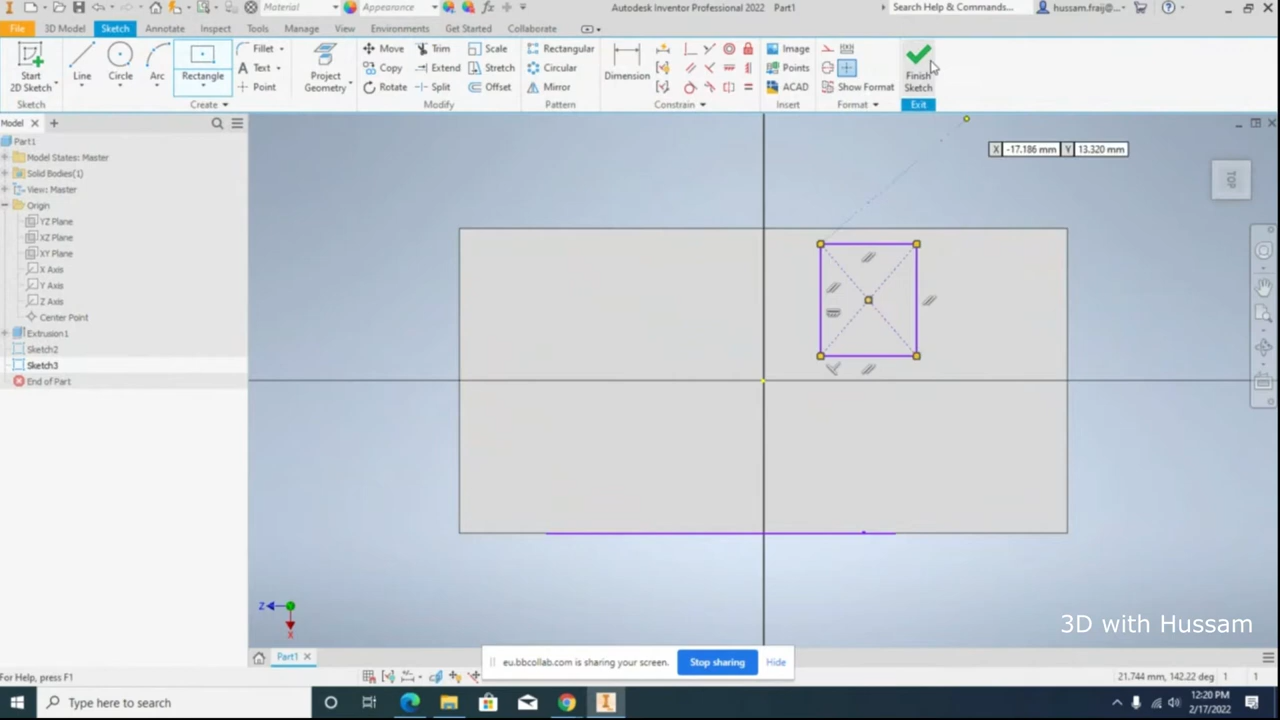 Material
Appearance
Autodesk Inventor Professional 2022 Part1
Search Help & Commands...
hussam.fraij@...
File
3D Model
Sketch
Annotate
Inspect
Tools
Manage
View
Environments
Get Started
Collaborate
Start
2D Sketch
Line
Circle
Arc
Rectangle
Fillet
Text
Point
Project
Geometry
Move
Copy
Rotate
Trim
Extend
Split
Scale
Stretch
Offset
Rectangular
Circular
Mirror
Dimension
Image
Points
ACAD
Show Format
Finish
Sketch
Sketch
Create
Modify
Pattern
Constrain
Insert
Format
Exit
Model
Part1
Model States: Master
Solid Bodies(1)
View: Master
Origin
YZ Plane
XZ Plane
XY Plane
X Axis
Y Axis
Z Axis
Center Point
Extrusion1
Sketch2
Sketch3
End of Part
X -17.186 mm Y 13.320 mm
TOP
Z
X
3D with Hussam
Part1
eu.bbcollab.com is sharing your screen.
Stop sharing
Hide
For Help, press F1
21.744 mm, 142.22 deg 1 1
Type here to search
12:20 PM
2/17/2022